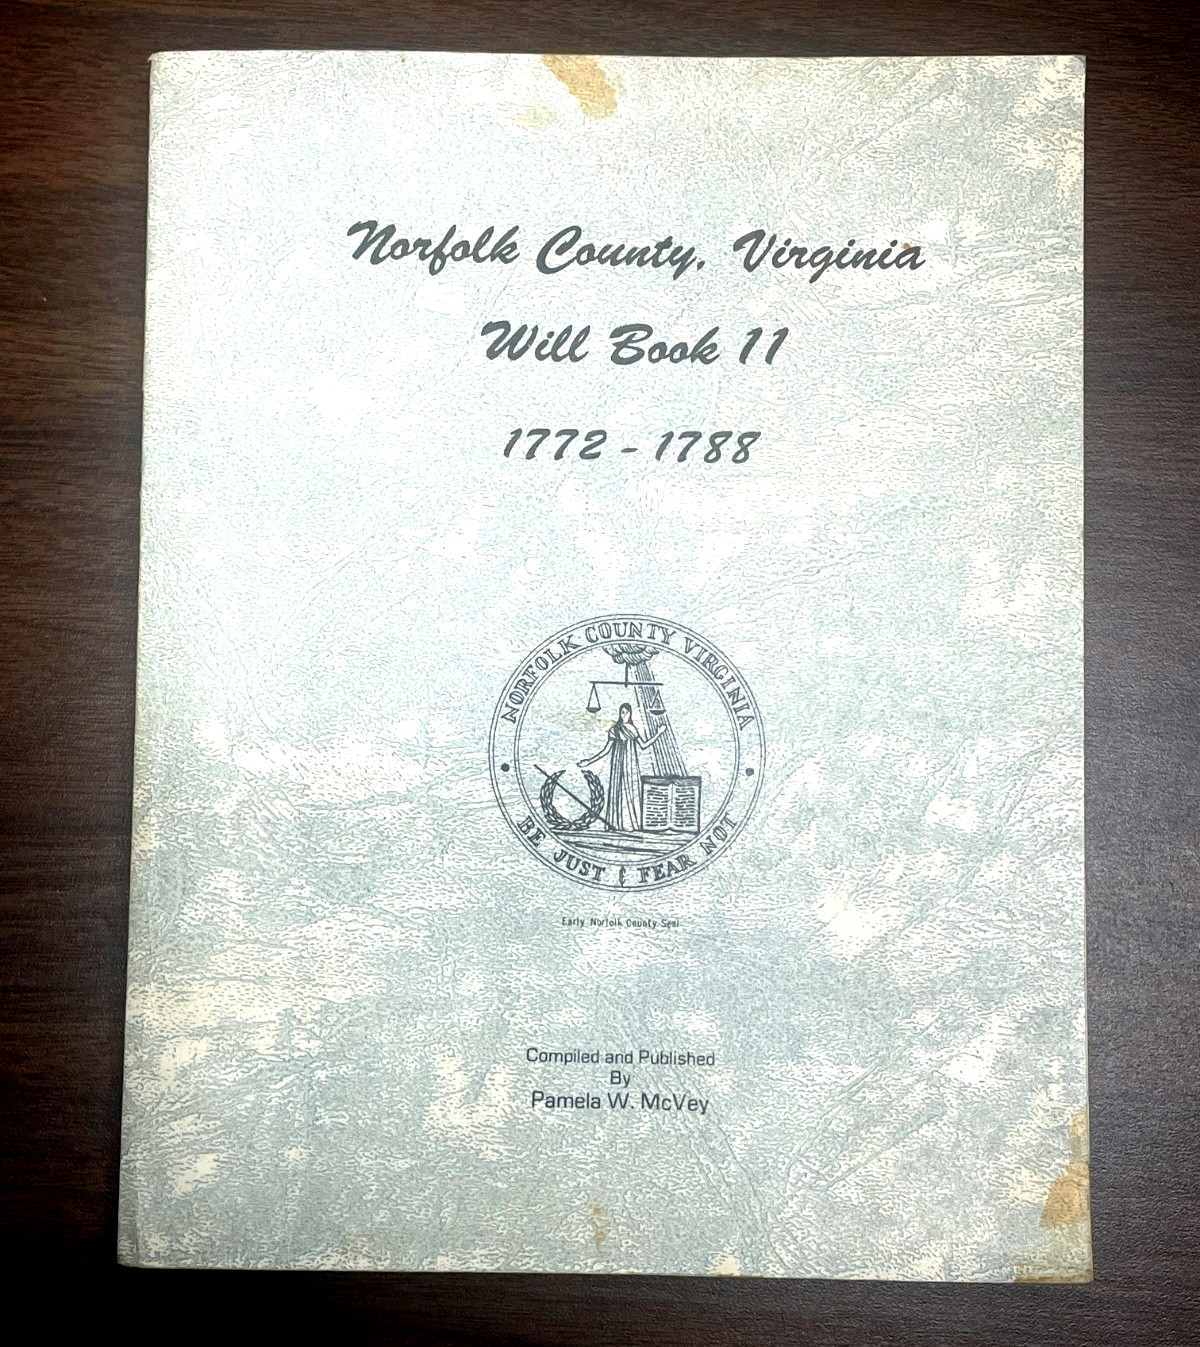 Norfolk County, Virginia
Will Book 11
1772 - 1788
NORFOLK COUNTY VIRGINIA
BE JUST & FEAR NOT
Early Norfolk County Seal
Compiled and Published
By
Pamela W. McVey